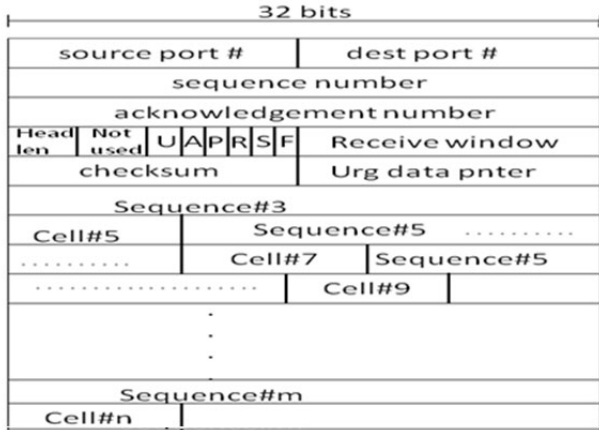 32 bits
source port # dest port #
sequence number
acknowledgement number
Head len Not used U A P R S F Receive window
checksum Urg data pnter
Sequence#3
Cell#5 Sequence#5 ..........
.......... Cell#7 Sequence#5
.................... Cell#9
Sequence#m
Cell#n